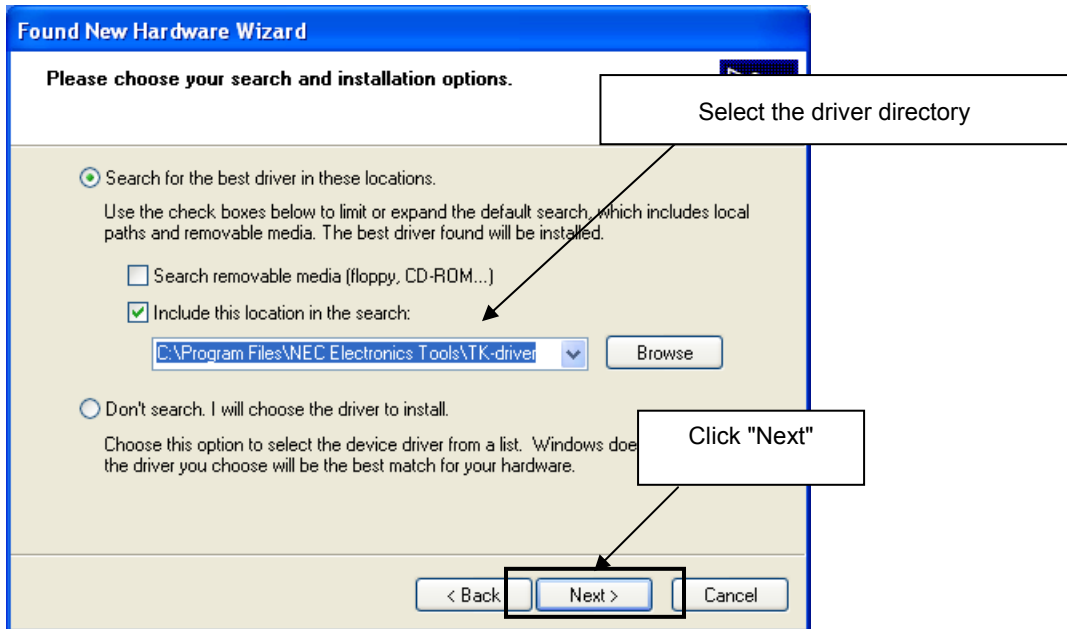 Found New Hardware Wizard
Please choose your search and installation options.
Select the driver directory
Search for the best driver in these locations.
Use the check boxes below to limit or expand the default search, which includes local
paths and removable media. The best driver found will be installed.
Search removable media (floppy, CD-ROM...)
Include this location in the search:
C:\Program Files\NEC Electronics Tools\TK-driver
Browse
Don't search. I will choose the driver to install.
Choose this option to select the device driver from a list. Windows doe
the driver you choose will be the best match for your hardware.
Click "Next"
< Back
Next >
Cancel